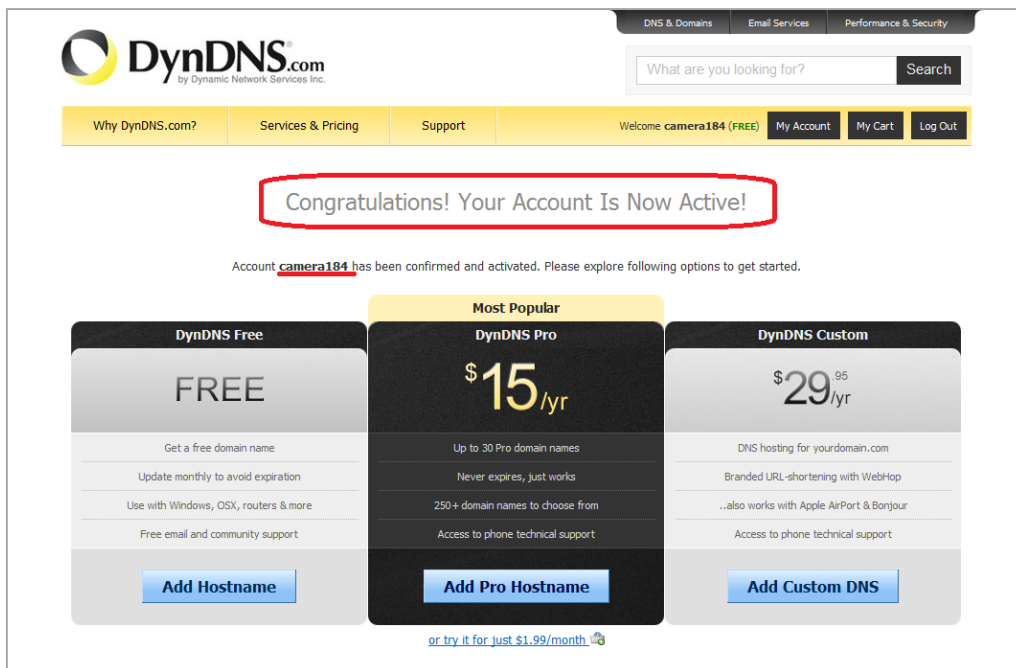 DNS & Domains Email Services Performance & Security
DynDNS.com
by Dynamic Network Services Inc.
What are you looking for? Search
Why DynDNS.com? Services & Pricing Support Welcome camera184 (FREE) My Account My Cart Log Out
Congratulations! Your Account Is Now Active!
Account camera184 has been confirmed and activated. Please explore following options to get started.
Most Popular
DynDNS Free
FREE
Get a free domain name
Update monthly to avoid expiration
Use with Windows, OSX, routers & more
Free email and community support
Add Hostname
DynDNS Pro
$15/yr
Up to 30 Pro domain names
Never expires, just works
250+ domain names to choose from
Access to phone technical support
Add Pro Hostname
or try it for just $1.99/month
DynDNS Custom
$29.95/yr
DNS hosting for yourdomain.com
Branded URL-shortening with WebHop
..also works with Apple AirPort & Bonjour
Access to phone technical support
Add Custom DNS